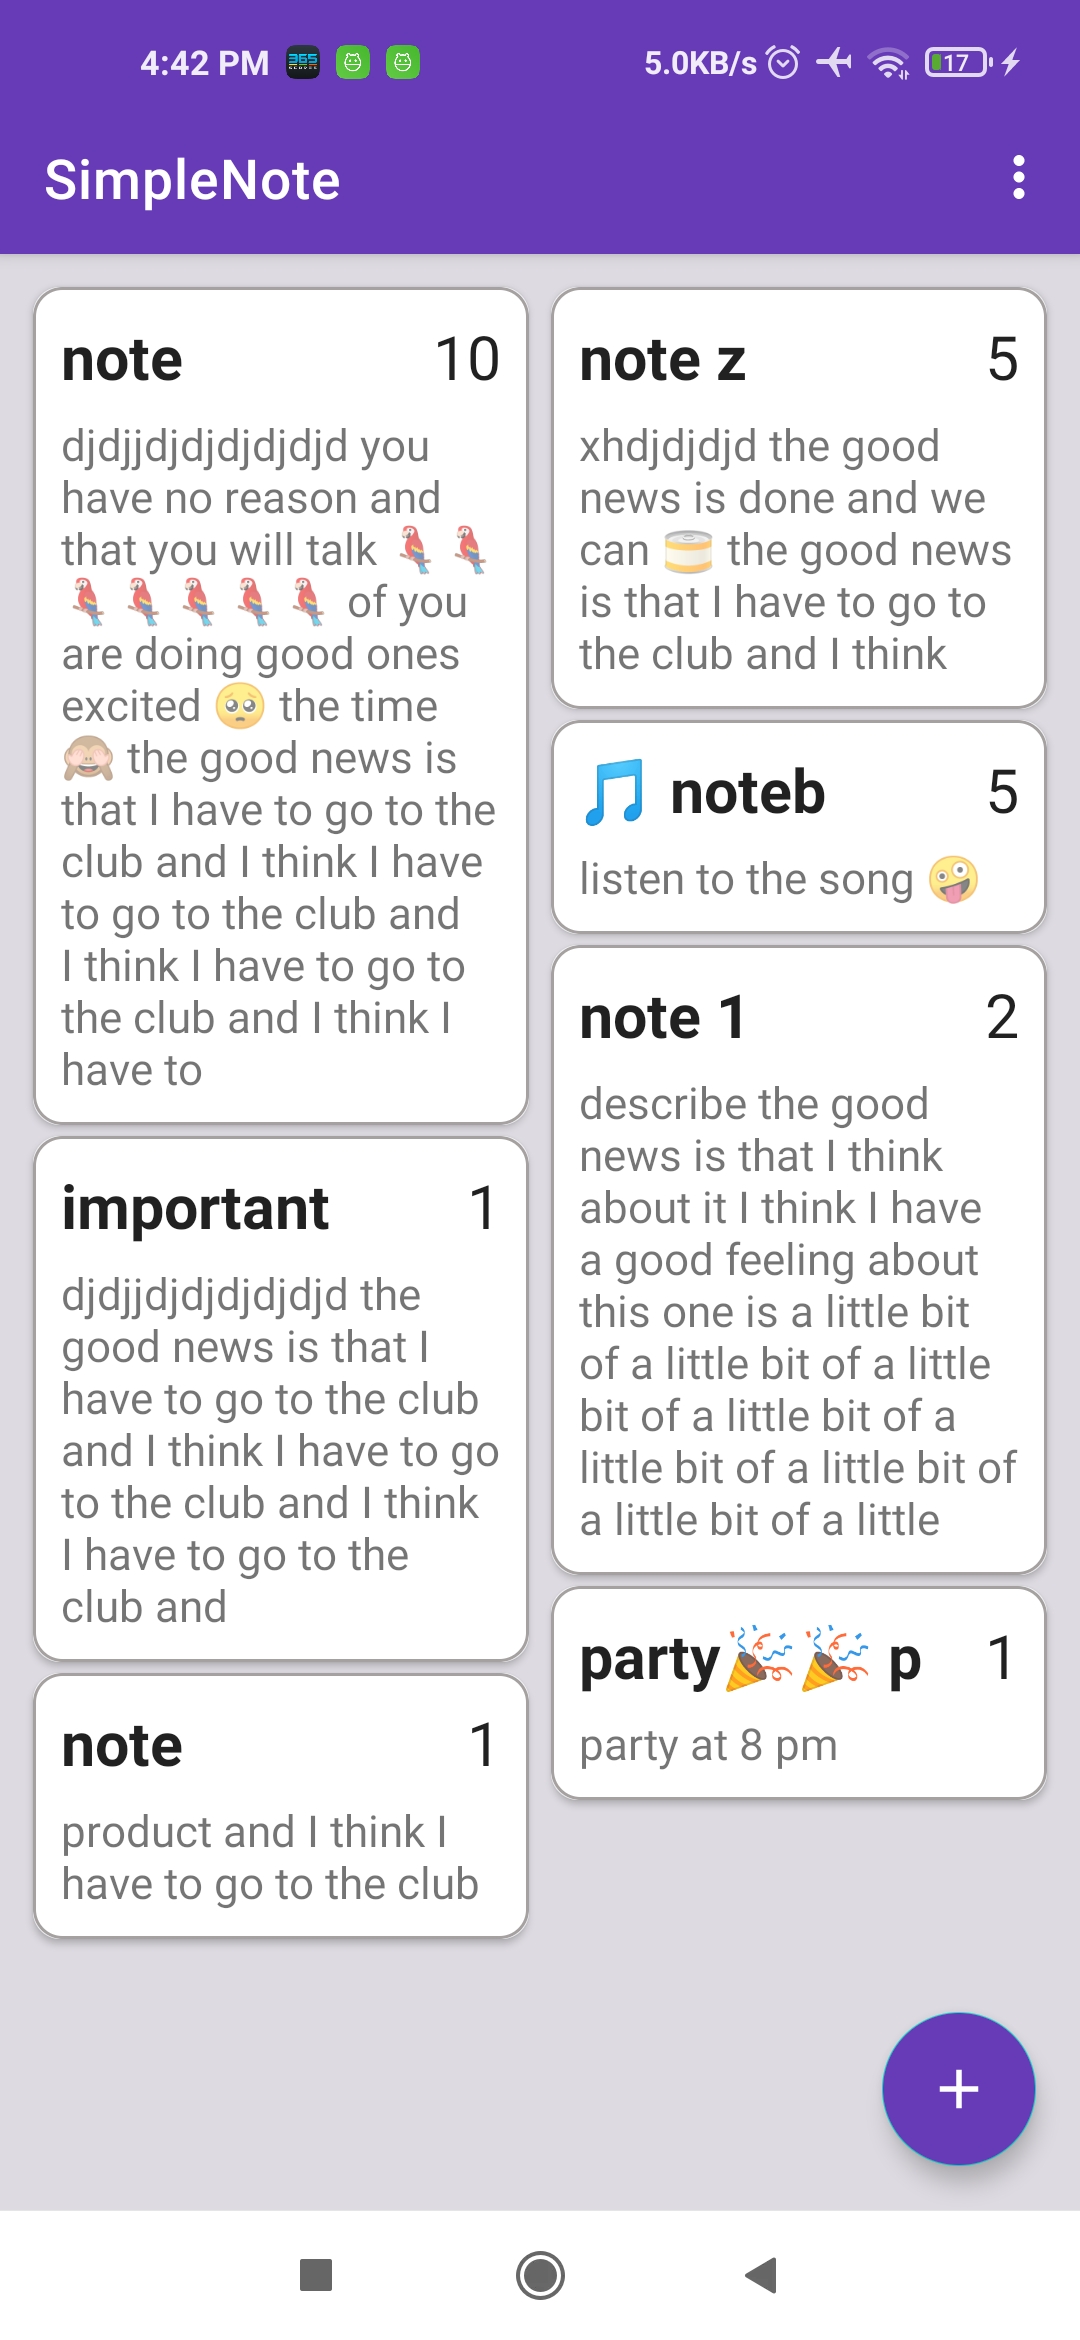 4:42 PM 365 SCORES 5.0KB/s 17
SimpleNote
note 10
djdjjdjdjdjdjdjd you
have no reason and
that you will talk 🦜 🦜
🦜 🦜 🦜 🦜 🦜 of you
are doing good ones
excited 🥺 the time
🙈 the good news is
that I have to go to the
club and I think I have
to go to the club and
I think I have to go to
the club and I think I
have to
important 1
djdjjdjdjdjdjdjd the
good news is that I
have to go to the club
and I think I have to go
to the club and I think
I have to go to the
club and
note 1
product and I think I
have to go to the club
note z 5
xhdjdjdjd the good
news is done and we
can 🥫 the good news
is that I have to go to
the club and I think
🎵 noteb 5
listen to the song 🤪
note 1 2
describe the good
news is that I think
about it I think I have
a good feeling about
this one is a little bit
of a little bit of a little
bit of a little bit of a
little bit of a little bit of
a little bit of a little
party🎉🎉 p 1
party at 8 pm